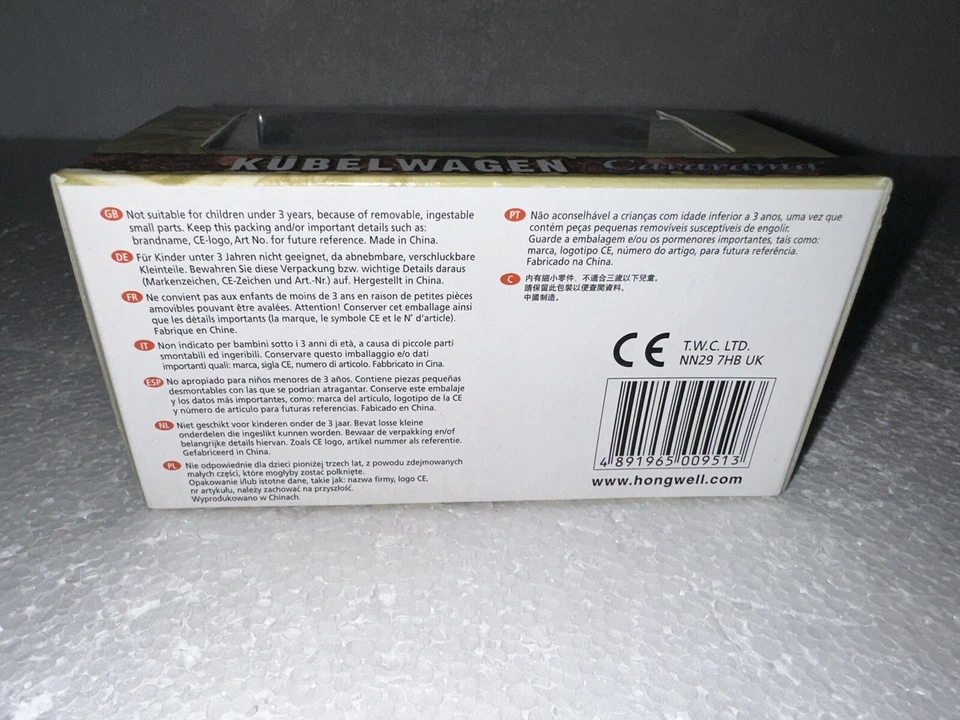 KÜBELWAGEN Cararama
GB Not suitable for children under 3 years, because of removable, ingestable
small parts. Keep this packing and/or important details such as:
brandname, CE-logo, Art No. for future reference. Made in China.
DE Für Kinder unter 3 Jahren nicht geeignet, da abnehmbare, verschluckbare
Kleinteile. Bewahren Sie diese Verpackung bzw. wichtige Details daraus
(Markenzeichen, CE-Zeichen und Art.-Nr.) auf. Hergestellt in China.
FR Ne convient pas aux enfants de moins de 3 ans en raison de petites pièces
amovibles pouvant être avalées. Attention! Conserver cet emballage ainsi
que les détails importants (la marque, le symbole CE et le N° d'article).
Fabrique en Chine.
IT Non indicato per bambini sotto i 3 anni di età, a causa di piccole parti
smontabili ed ingeribili. Conservare questo imballaggio e/o dati
importanti quali: marca, sigla CE, numero di articolo. Fabbricato in Cina.
ESP No apropiado para niños menores de 3 años. Contiene piezas pequeñas
desmontables con las que se podrian atragantar. Conserve este embalaje
y los datos más importantes, como: marca del artículo, logotipo de la CE
y número de articulo para futuras referencias. Fabicado en China.
NL Niet geschikt voor kinderen onder de 3 jaar. Bevat losse kleine
onderdelen die ingeslikt kunnen worden. Bewaar de verpakking en/of
belangrijke details hiervan. Zoals CE logo, artikel nummer als referentie.
Gefabriceerd in China.
PL Nie odpowiednie dla dzieci pioniżej trzech lat, z powodu zdejmowanych
małych części, które mogłyby zostać połknięte.
Opakowanie i/lub istotne dane, takie jak: nazwa firmy, logo CE,
nr artykułu, należy zachować na przyszłość.
Wyprodukowano w Chinach.
PT Não aconselhável a crianças com idade inferior a 3 anos, uma vez que
contém peças pequenas removíveis susceptíveis de engolir.
Guarde a embalagem e/ou os pormenores importantes, tais como:
marca, logotipo CE, número do artigo, para futura referência.
Fabricado na China.
C 內有細小零件，不適合三歲以下兒童。
請保留此包裝以便查閱資料。
中國制造。
CE T.W.C. LTD.
NN29 7HB UK
4 891965 009513
www.hongwell.com